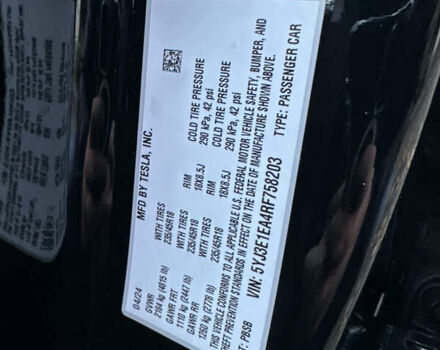 MFD BY TESLA, INC.
04/24
GVWR
2184 kg (4815 lb)
GAWR FRT WITH TIRES RIM COLD TIRE PRESSURE
1110 kg (2447 lb) 235/45R18 18X8.5J 290 kPa, 42 psi
GAWR RR WITH TIRES RIM COLD TIRE PRESSURE
1260 kg (2778 lb) 235/45R18 18X8.5J 290 kPa, 42 psi
THIS VEHICLE CONFORMS TO ALL APPLICABLE U.S. FEDERAL MOTOR VEHICLE SAFETY, BUMPER, AND
THEFT PREVENTION STANDARDS IN EFFECT ON THE DATE OF MANUFACTURE SHOWN ABOVE.
VIN: 5YJ3E1EA4RF758203 TYPE: PASSENGER CAR
PBSB